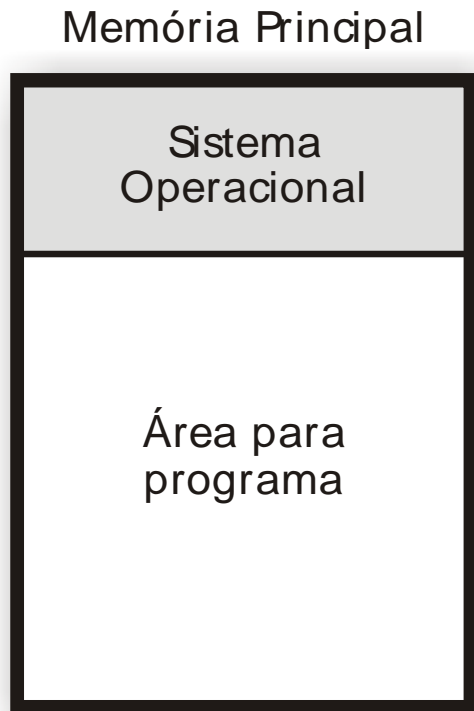 Memória Principal
Sistema
Operacional
Área para
programa